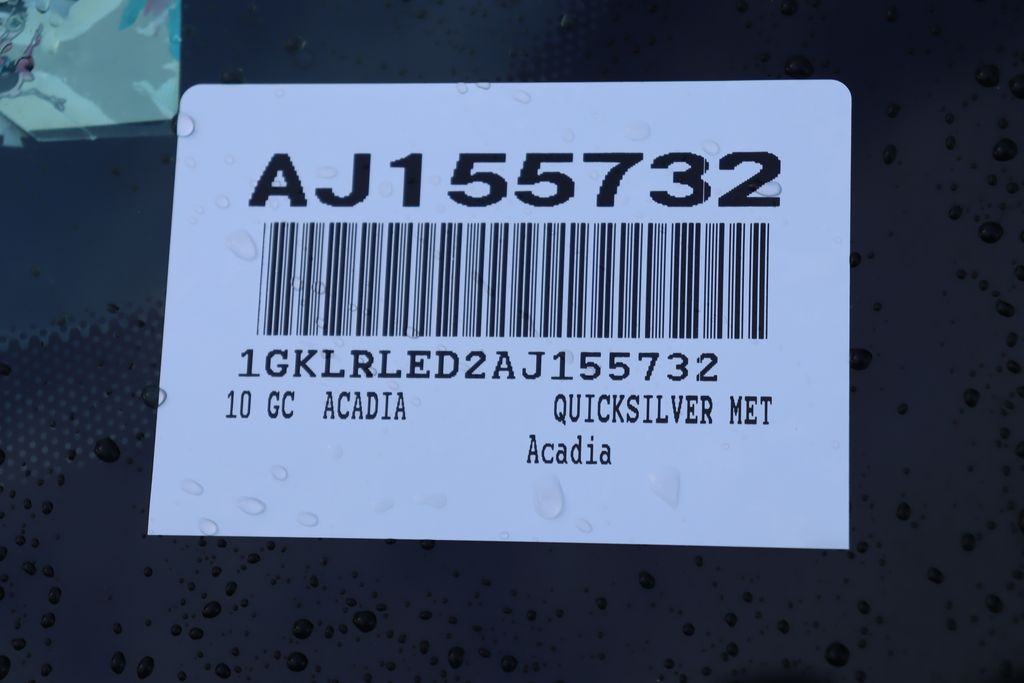 AJ155732
1GKLRLED2AJ155732
10 GC ACADIA QUICKSILVER MET
Acadia